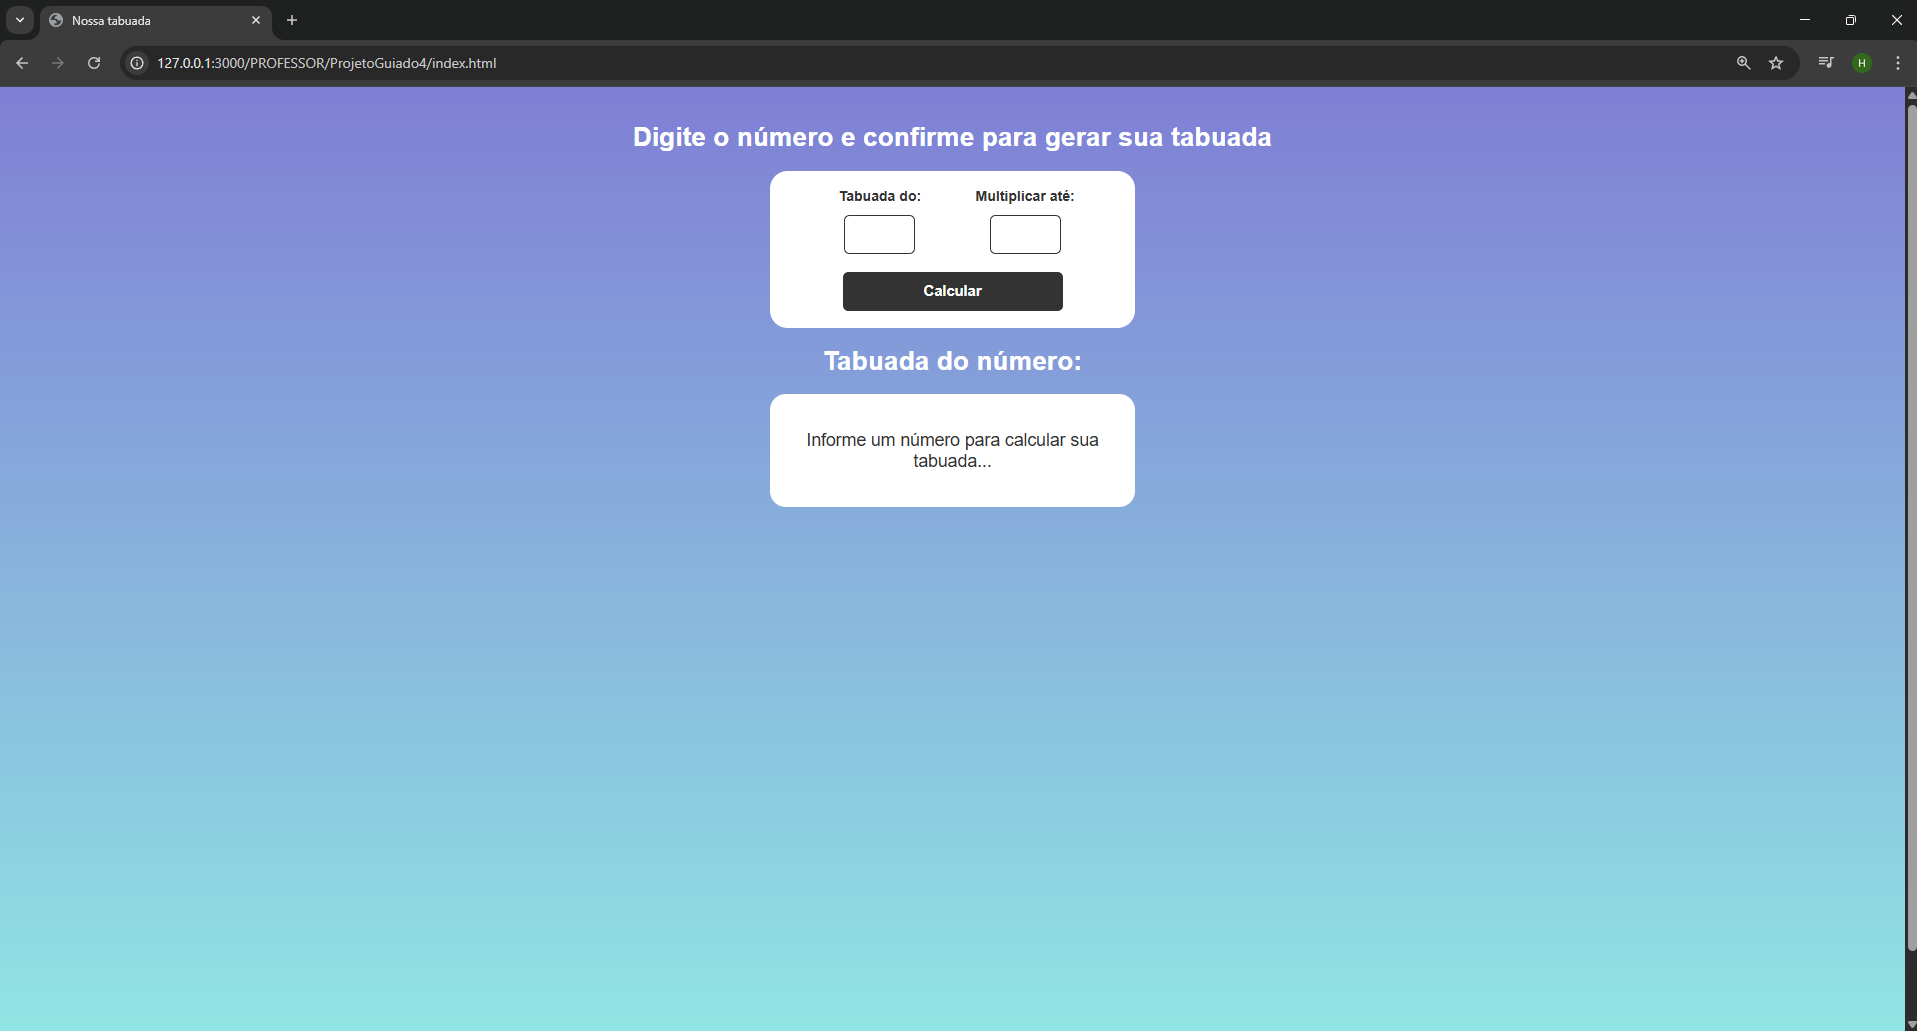 Nossa tabuada
127.0.0.1:3000/PROFESSOR/ProjetoGuiado4/index.html
H
Digite o número e confirme para gerar sua tabuada
Tabuada do: Multiplicar até:
Calcular
Tabuada do número:
Informe um número para calcular sua
tabuada...